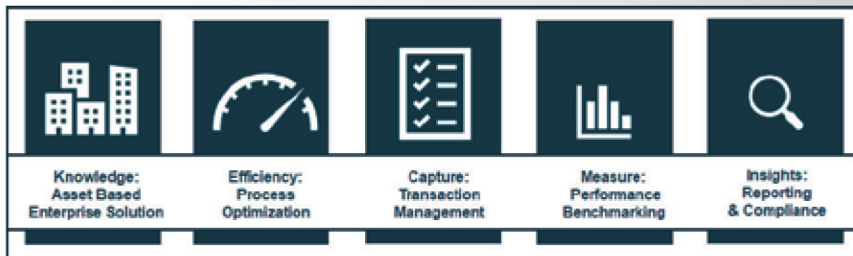 Knowledge:
Asset Based
Enterprise Solution
Efficiency:
Process
Optimization
Capture:
Transaction
Management
Measure:
Performance
Benchmarking
Insights:
Reporting
& Compliance